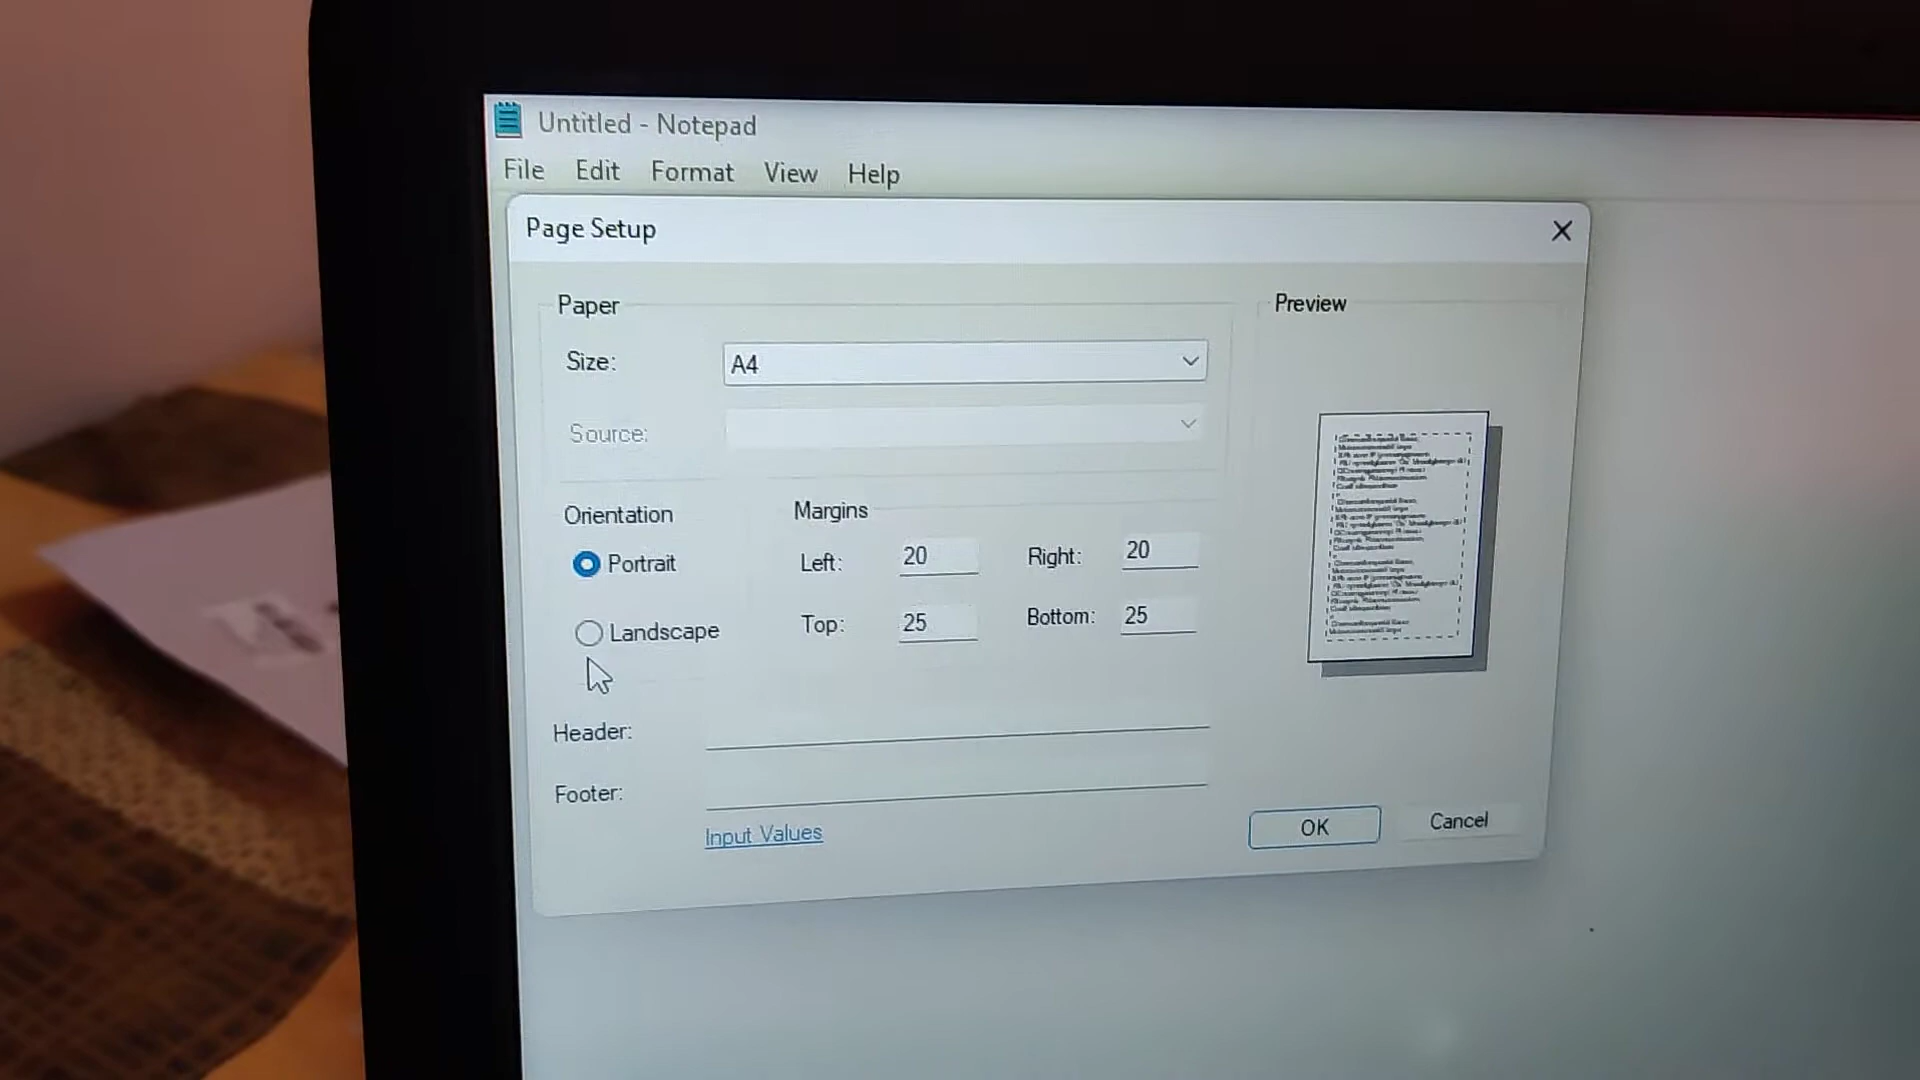 Untitled - Notepad
File Edit Format View Help
Page Setup
Paper
Size: A4
Source:
Orientation
Portrait
Landscape
Margins
Left: 20 Right: 20
Top: 25 Bottom: 25
Header:
Footer:
Input Values
Preview
OK Cancel